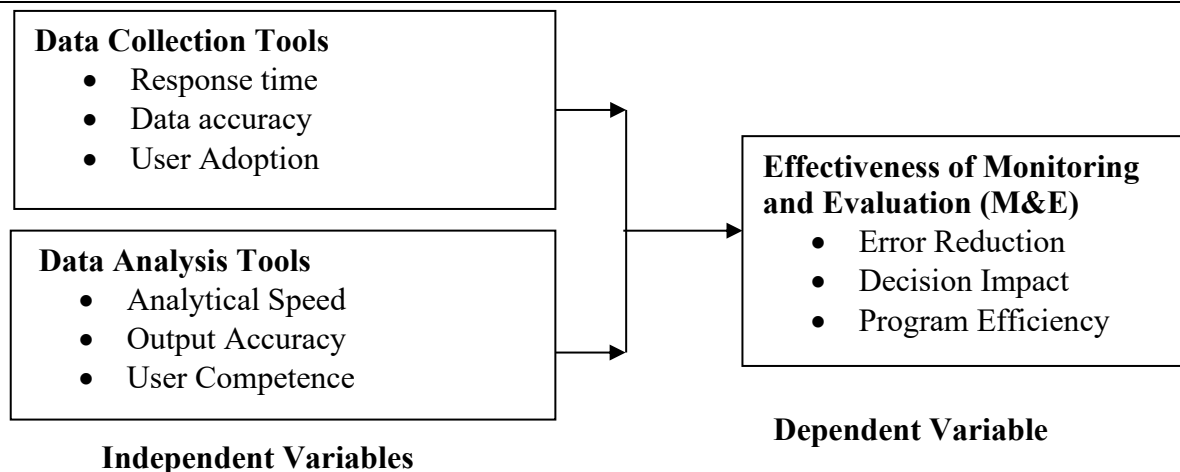 Data Collection Tools
• Response time
• Data accuracy
• User Adoption
Data Analysis Tools
• Analytical Speed
• Output Accuracy
• User Competence
Independent Variables
Effectiveness of Monitoring
and Evaluation (M&E)
• Error Reduction
• Decision Impact
• Program Efficiency
Dependent Variable